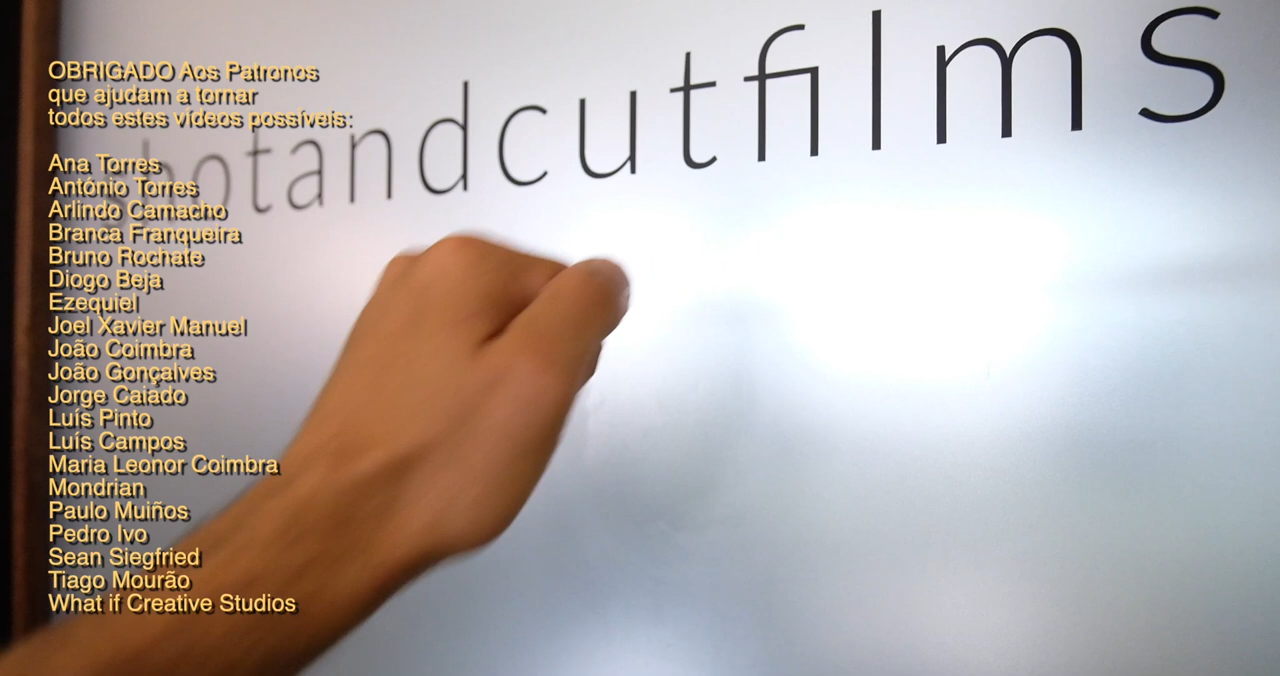 shotandcutfilms
OBRIGADO Aos Patronos
que ajudam a tornar
todos estes vídeos possíveis:
Ana Torres
António Torres
Arlindo Camacho
Branca Franqueira
Bruno Rochate
Diogo Beja
Ezequiel
Joel Xavier Manuel
João Coimbra
João Gonçalves
Jorge Caiado
Luís Pinto
Luís Campos
Maria Leonor Coimbra
Mondrian
Paulo Muiños
Pedro Ivo
Sean Siegfried
Tiago Mourão
What if Creative Studios